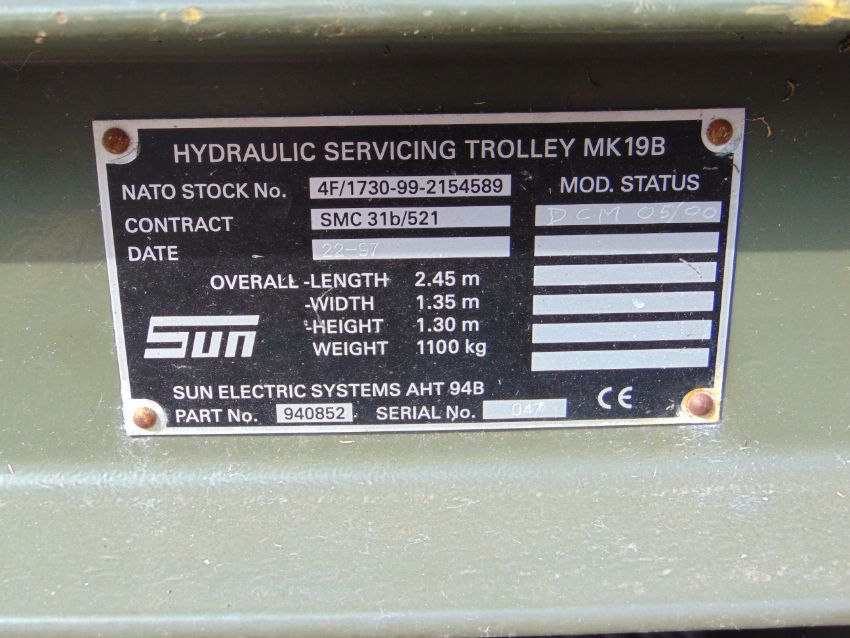 HYDRAULIC SERVICING TROLLEY MK19B
NATO STOCK No. 4F/1730-99-2154589 MOD. STATUS
CONTRACT SMC 31b/521 DCM 05/00
DATE 22-97
OVERALL -LENGTH 2.45 m
-WIDTH 1.35 m
-HEIGHT 1.30 m
WEIGHT 1100 kg
Sun
SUN ELECTRIC SYSTEMS AHT 94B
PART No. 940852 SERIAL No. 047 CE